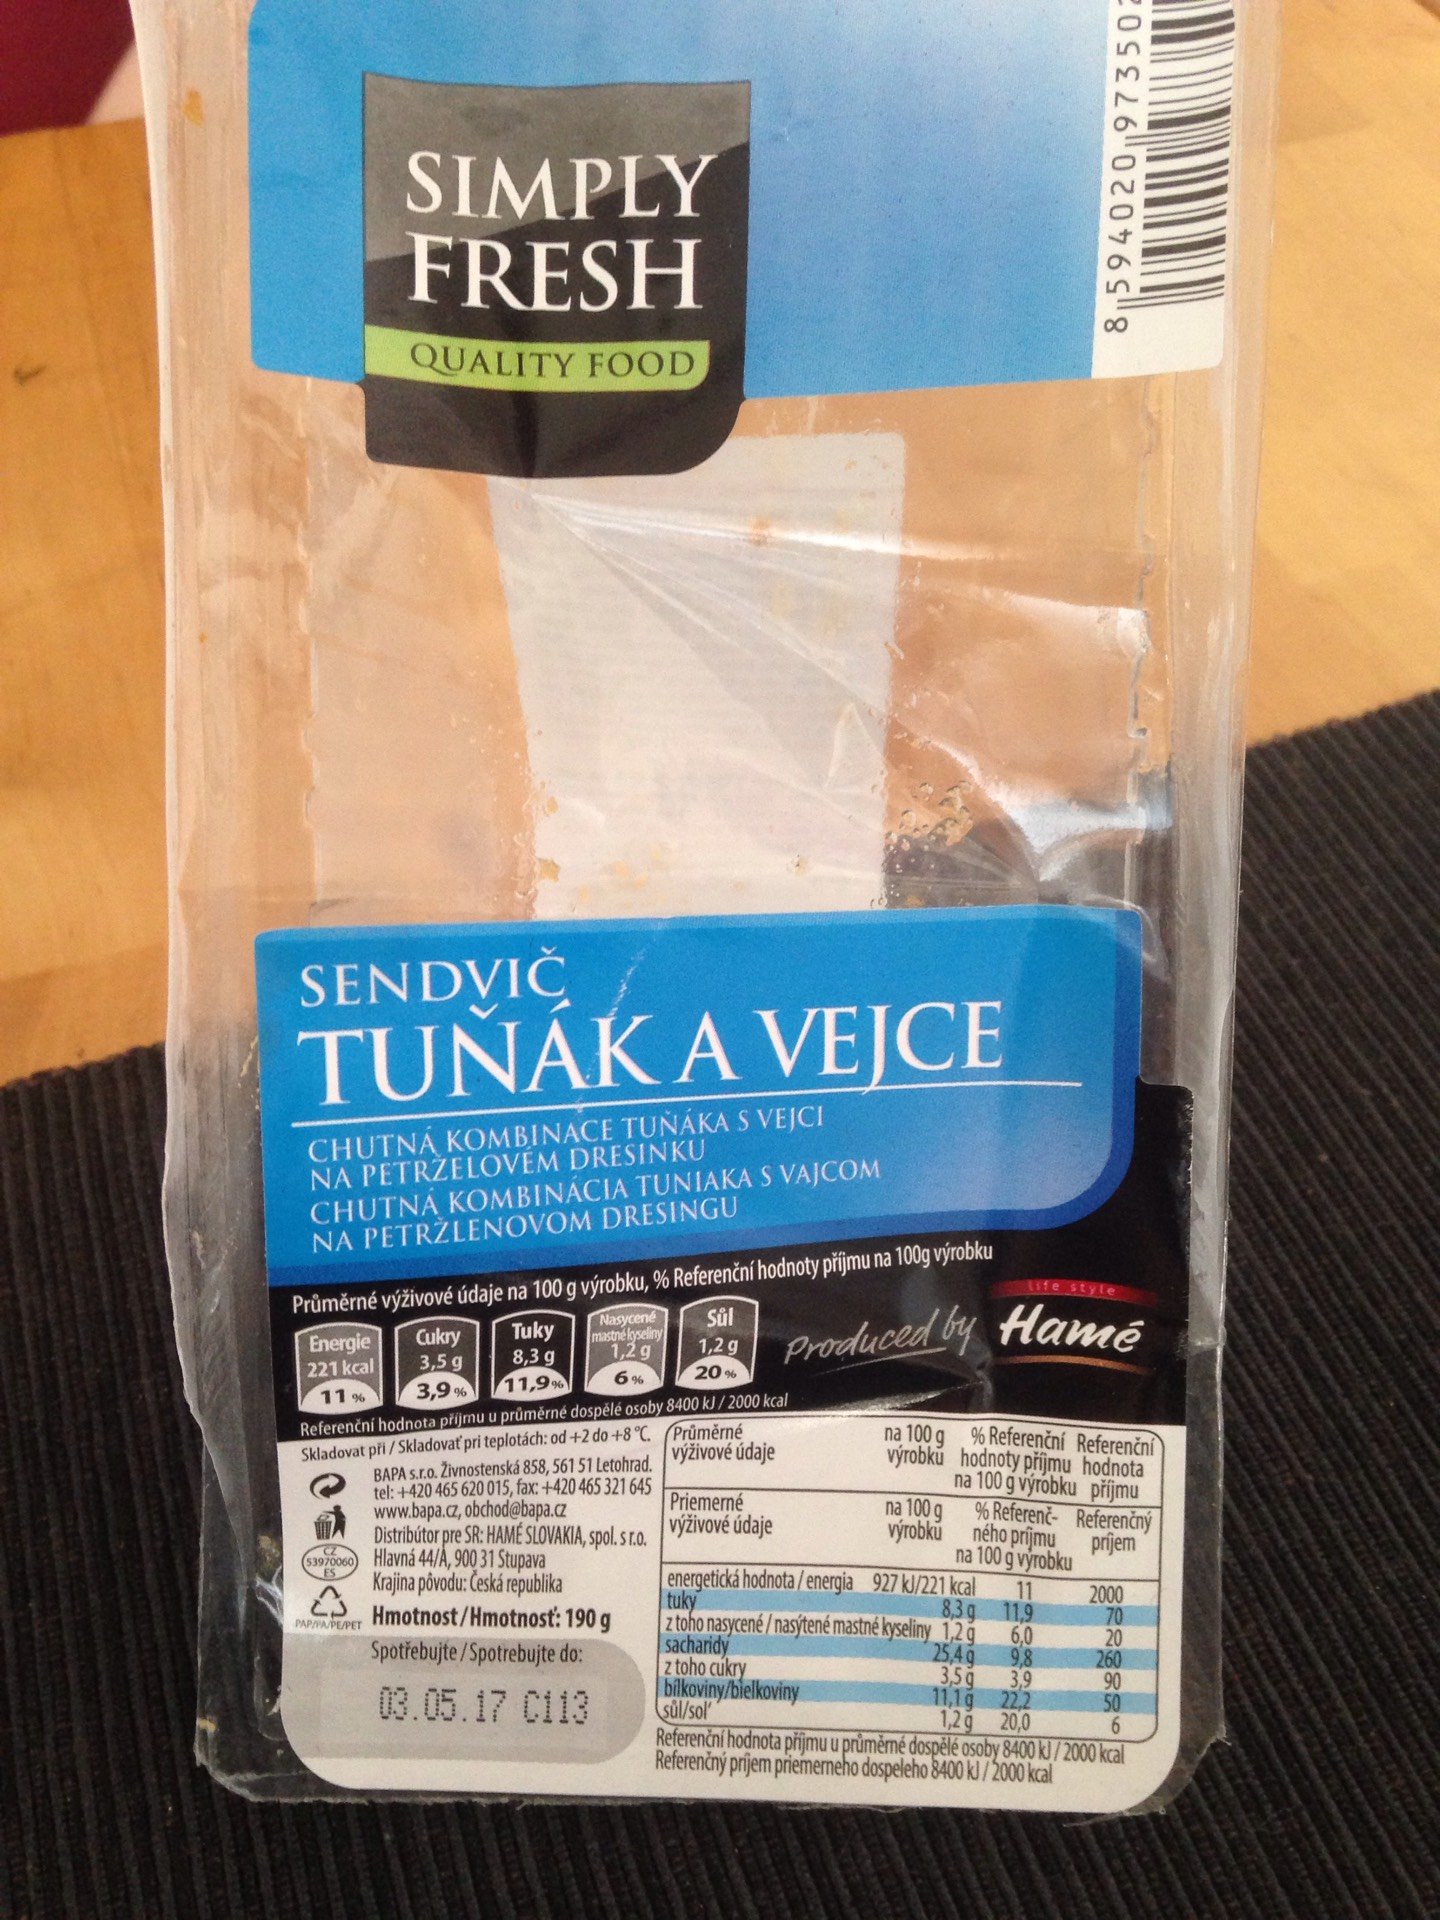 SIMPLY
FRESH
QUALITY FOOD
8 594020 97350
SENDVIČ
TUŇÁK A VEJCE
CHUTNÁ KOMBINACE TUŇÁKA S VEJCI
NA PETRŽELOVÉM DRESINKU
CHUTNÁ KOMBINÁCIA TUNIAKA S VAJCOM
NA PETRŽLENOVOM DRESINGU
Průměrné výživové údaje na 100 g výrobku, % Referenční hodnoty příjmu na 100g výrobku
Energie
221 kcal
11 %
Cukry
3,5 g
3,9 %
Tuky
8,3 g
11,9%
Nasycené
mastné kyseliny
1,2 g
6 %
Sůl
1,2 g
20 %
Produced by
life style
Hamé
Referenční hodnota příjmu u průměrné dospělé osoby 8400 kJ / 2000 kcal
Skladovat při / Skladovať pri teplotách: od +2 do +8 °C.
BAPA s.r.o. Živnostenská 858, 561 51 Letohrad.
tel: +420 465 620 015, fax: +420 465 321 645
www.bapa.cz, obchod@bapa.cz
Distribútor pre SR: HAMÉ SLOVAKIA, spol. s r.o.
Hlavná 44/A, 900 31 Stupava
Krajina pôvodu: Česká republika
CZ
53970060
ES
PAP/PA/PE/PET
Hmotnost / Hmotnosť: 190 g
Spotřebujte / Spotrebujte do:
03.05.17 C113
Průměrné výživové údaje
na 100 g výrobku
% Referenční hodnoty příjmu na 100 g výrobku
Referenční hodnota příjmu
Priemerné výživové údaje
na 100 g výrobku
% Referenč-ného príjmu na 100 g výrobku
Referenčný príjem
energetická hodnota / energia 927 kJ/221 kcal 11 2000
tuky 8,3 g 11,9 70
z toho nasycené / nasýtené mastné kyseliny 1,2 g 6,0 20
sacharidy 25,4 g 9,8 260
z toho cukry 3,5 g 3,9 90
bílkoviny/bielkoviny 11,1 g 22,2 50
sůl/soľ 1,2 g 20,0 6
Referenční hodnota příjmu u průměrné dospělé osoby 8400 kJ / 2000 kcal
Referenčný príjem priemerného dospeleho 8400 kJ / 2000 kcal